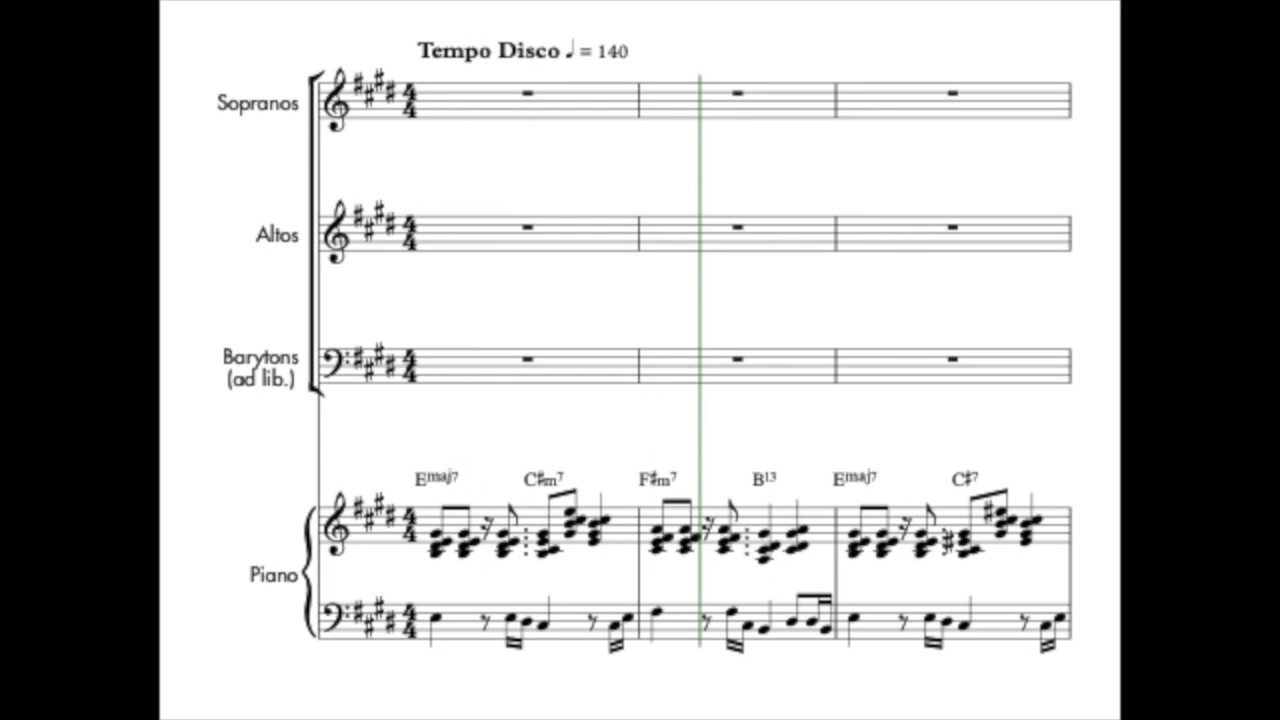 Tempo Disco ♩ = 140
Sopranos
Altos
Barytons
(ad lib.)
Emaj7 C♯m7 F♯m7 B13 Emaj7 C♯7
Piano